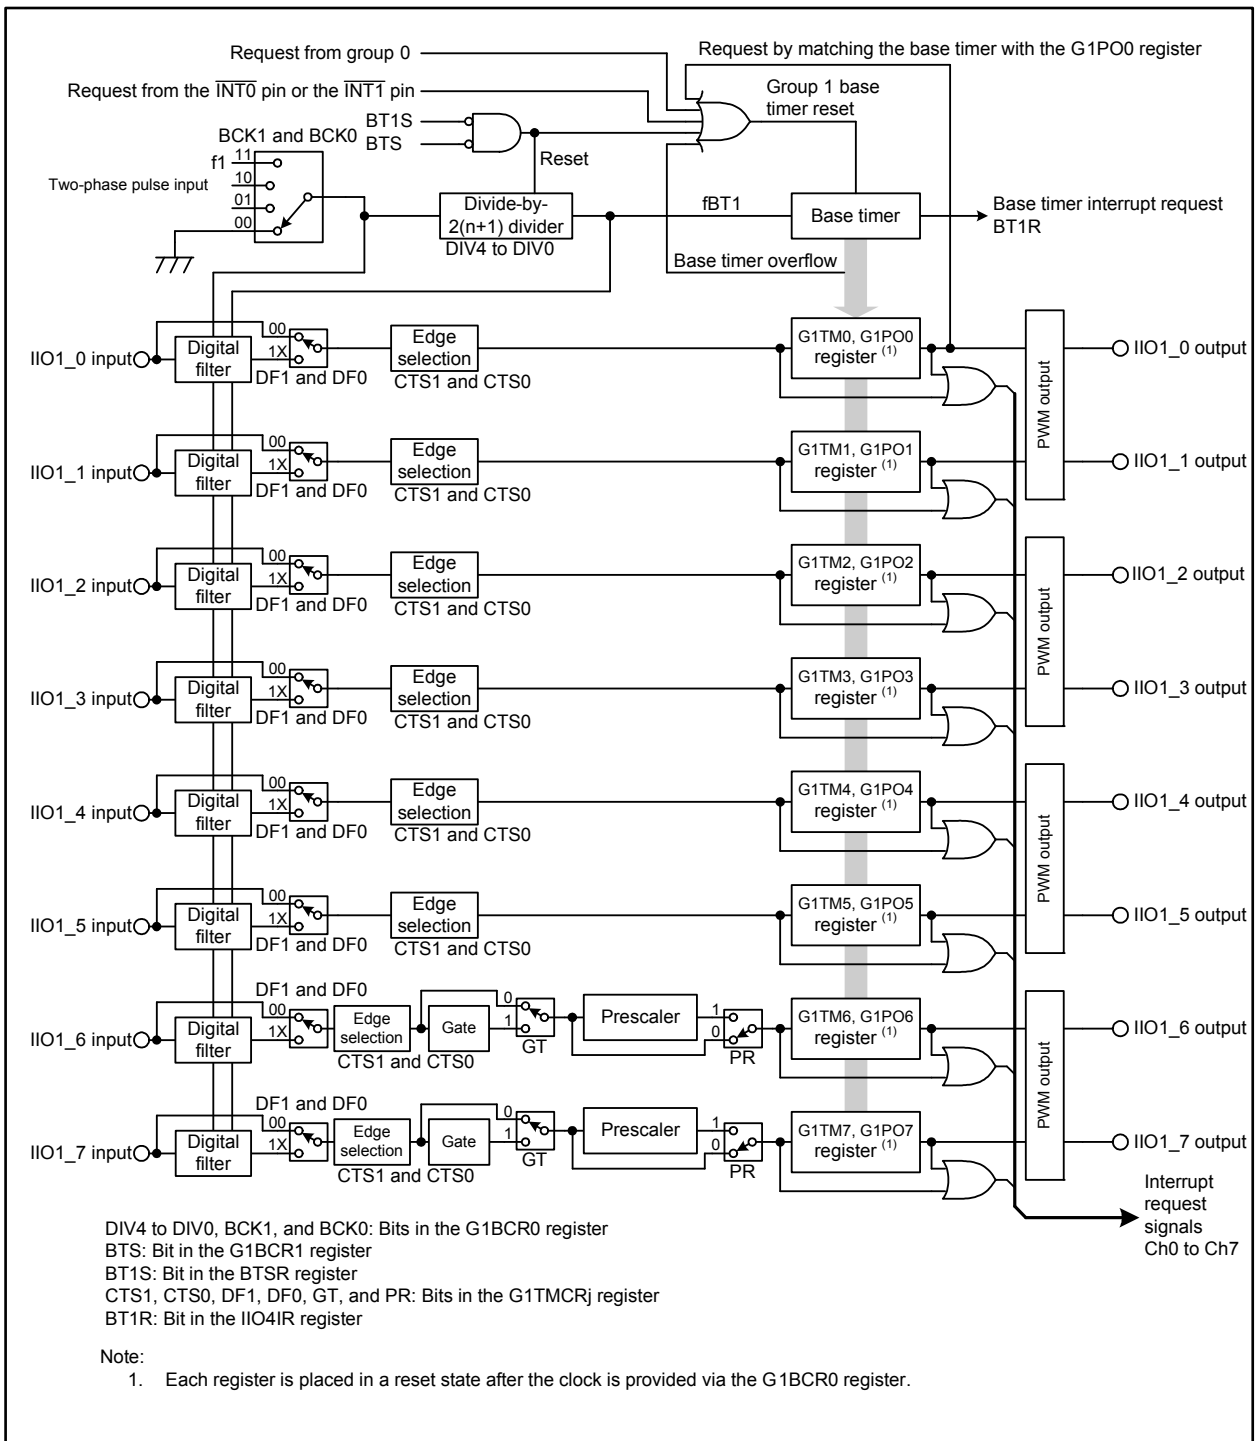 Request from group 0
Request by matching the base timer with the G1PO0 register
Request from the INT0 pin or the INT1 pin
Group 1 base
timer reset
BT1S
BTS
BCK1 and BCK0
f1
11
Two-phase pulse input
10
01
00
Reset
Divide-by-
2(n+1) divider
DIV4 to DIV0
fBT1
Base timer
Base timer interrupt request
BT1R
Base timer overflow
IIO1_0 input
Digital
filter
00
1X
DF1 and DF0
Edge
selection
CTS1 and CTS0
G1TM0, G1PO0
register (1)
PWM output
IIO1_0 output
IIO1_1 input
Digital
filter
00
1X
DF1 and DF0
Edge
selection
CTS1 and CTS0
G1TM1, G1PO1
register (1)
IIO1_1 output
IIO1_2 input
Digital
filter
00
1X
DF1 and DF0
Edge
selection
CTS1 and CTS0
G1TM2, G1PO2
register (1)
PWM output
IIO1_2 output
IIO1_3 input
Digital
filter
00
1X
DF1 and DF0
Edge
selection
CTS1 and CTS0
G1TM3, G1PO3
register (1)
IIO1_3 output
IIO1_4 input
Digital
filter
00
1X
DF1 and DF0
Edge
selection
CTS1 and CTS0
G1TM4, G1PO4
register (1)
PWM output
IIO1_4 output
IIO1_5 input
Digital
filter
00
1X
DF1 and DF0
Edge
selection
CTS1 and CTS0
G1TM5, G1PO5
register (1)
IIO1_5 output
IIO1_6 input
Digital
filter
DF1 and DF0
00
1X
Edge
selection
CTS1 and CTS0
Gate
0
1
GT
Prescaler
1
0
PR
G1TM6, G1PO6
register (1)
PWM output
IIO1_6 output
IIO1_7 input
Digital
filter
DF1 and DF0
00
1X
Edge
selection
CTS1 and CTS0
Gate
0
1
GT
Prescaler
1
0
PR
G1TM7, G1PO7
register (1)
IIO1_7 output
Interrupt
request
signals
Ch0 to Ch7
DIV4 to DIV0, BCK1, and BCK0: Bits in the G1BCR0 register
BTS: Bit in the G1BCR1 register
BT1S: Bit in the BTSR register
CTS1, CTS0, DF1, DF0, GT, and PR: Bits in the G1TMCRj register
BT1R: Bit in the IIO4IR register
Note:
1. Each register is placed in a reset state after the clock is provided via the G1BCR0 register.